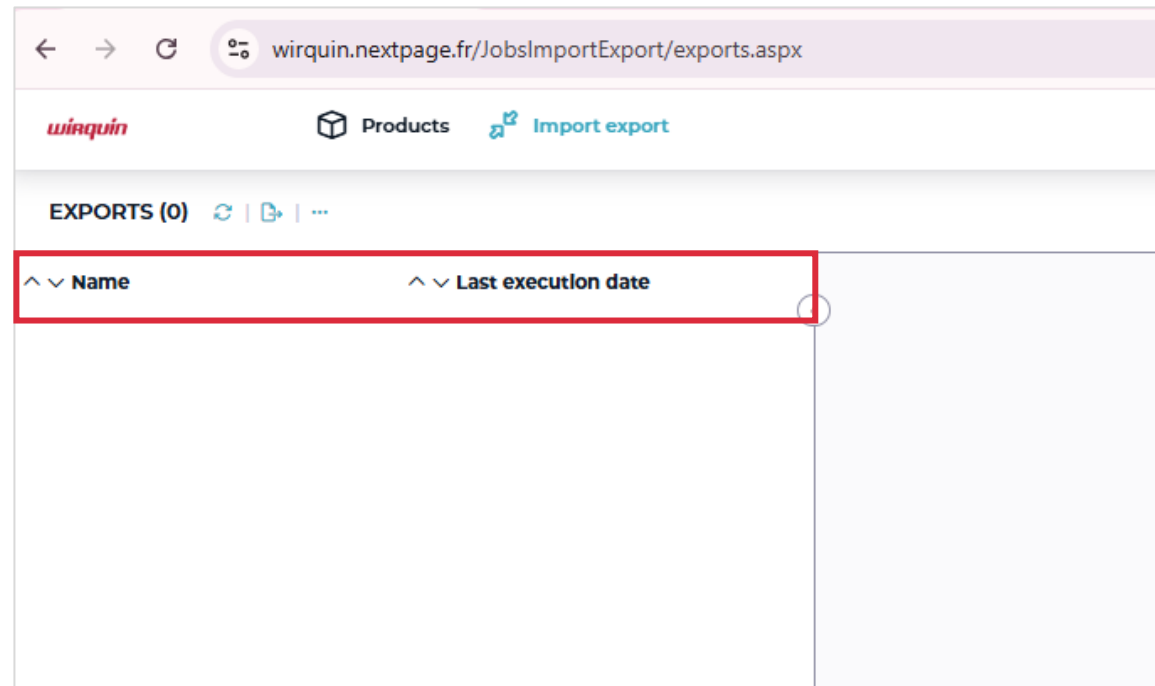 wirquin.nextpage.fr/JobsImportExport/exports.aspx
wirquin Products Import export
EXPORTS (0)
Name Last execution date